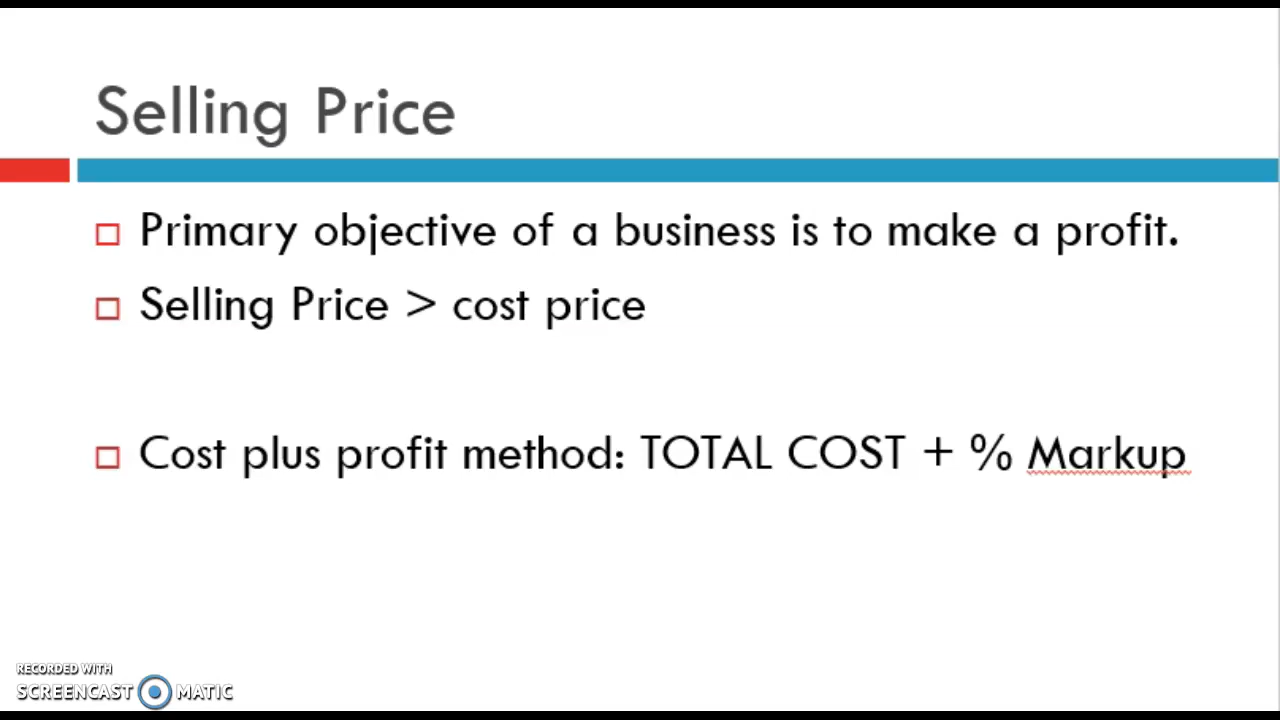 Selling Price
Primary objective of a business is to make a profit.
Selling Price > cost price
Cost plus profit method: TOTAL COST + % Markup
RECORDED WITH
SCREENCAST MATIC